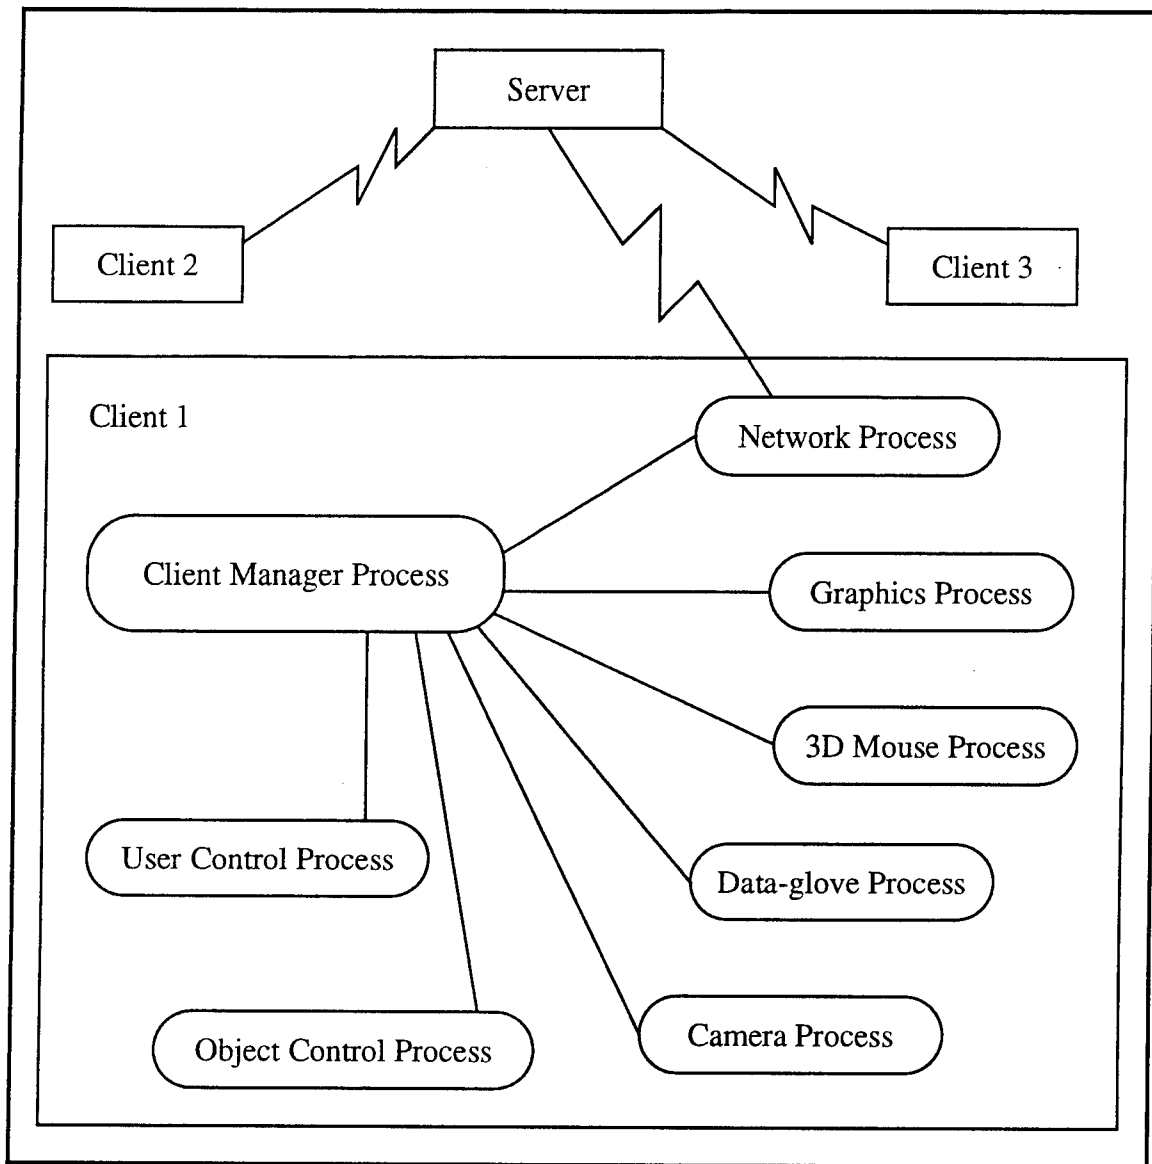 Server
Client 2
Client 3
Client 1
Network Process
Client Manager Process
Graphics Process
3D Mouse Process
User Control Process
Data-glove Process
Object Control Process
Camera Process